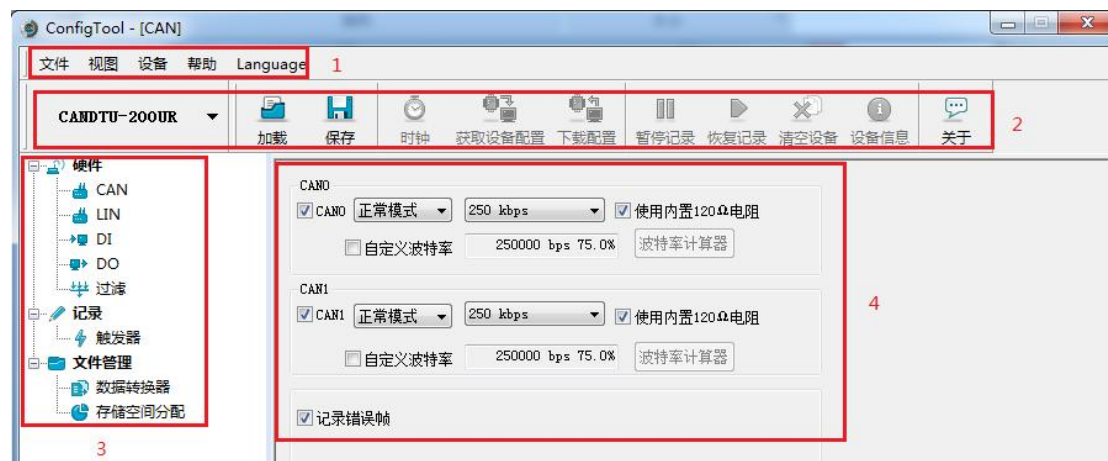 ConfigTool - [CAN]
文件 视图 设备 帮助 Language 1
CANDTU-200UR 加载 保存 时钟 获取设备配置 下载配置 暂停记录 恢复记录 清空设备 设备信息 关于 2
硬件
CAN
LIN
DI
DO
过滤
记录
触发器
文件管理
数据转换器
存储空间分配
3
CAN0
CAN0 正常模式 250 kbps 使用内置120Ω电阻
自定义波特率 250000 bps 75.0% 波特率计算器
CAN1
CAN1 正常模式 250 kbps 使用内置120Ω电阻
自定义波特率 250000 bps 75.0% 波特率计算器
记录错误帧
4